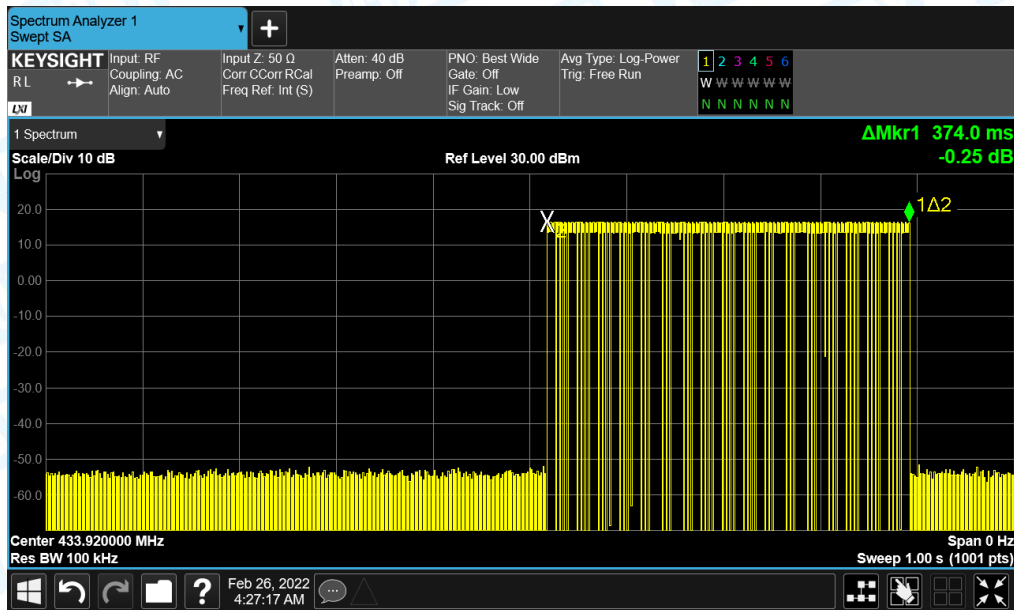 Spectrum Analyzer 1
Swept SA
KEYSIGHT
R L
LXI
Input: RF
Coupling: AC
Align: Auto
Input Z: 50 Ω
Corr CCorr RCal
Freq Ref: Int (S)
Atten: 40 dB
Preamp: Off
PNO: Best Wide
Gate: Off
IF Gain: Low
Sig Track: Off
Avg Type: Log-Power
Trig: Free Run
1 2 3 4 5 6
W W W W W W
N N N N N N
1 Spectrum
ΔMkr1 374.0 ms
-0.25 dB
Scale/Div 10 dB
Ref Level 30.00 dBm
Log
1Δ2
X
2
20.0
10.0
0.00
-10.0
-20.0
-30.0
-40.0
-50.0
-60.0
Center 433.920000 MHz
Span 0 Hz
Res BW 100 kHz
Sweep 1.00 s (1001 pts)
?
Feb 26, 2022
4:27:17 AM